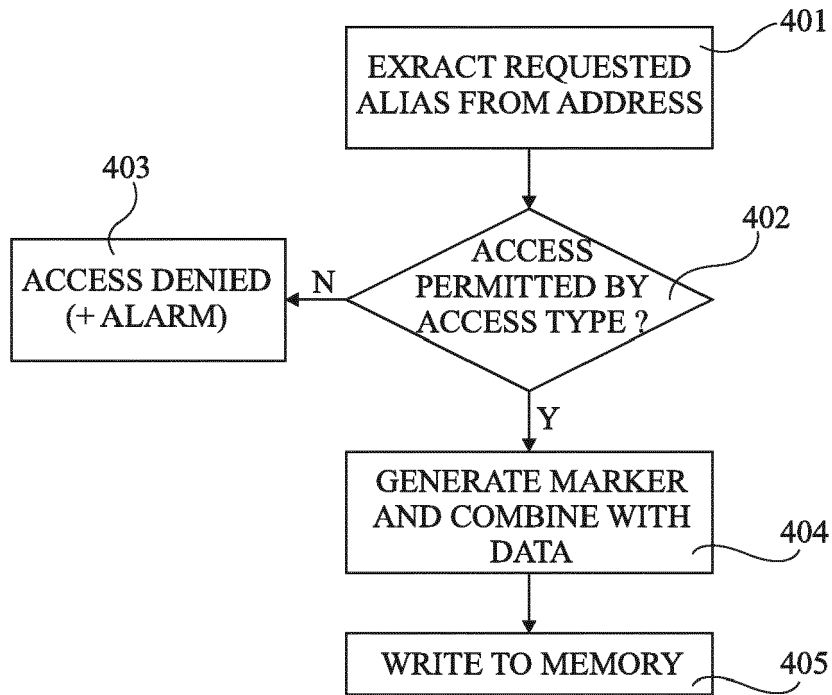 401
EXRACT REQUESTED
ALIAS FROM ADDRESS
403
402
ACCESS DENIED
(+ ALARM)
N
ACCESS
PERMITTED BY
ACCESS TYPE ?
Y
GENERATE MARKER
AND COMBINE WITH
DATA
404
WRITE TO MEMORY
405